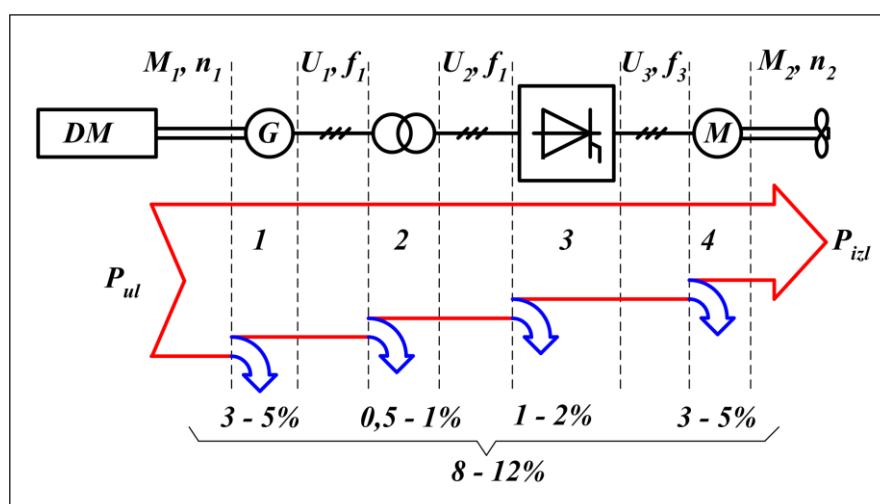 M1, n1 U1, f1 U2, f1 U3, f3 M2, n2
DM G M
1 2 3 4
Pul Pizl
3 - 5% 0,5 - 1% 1 - 2% 3 - 5%
8 - 12%